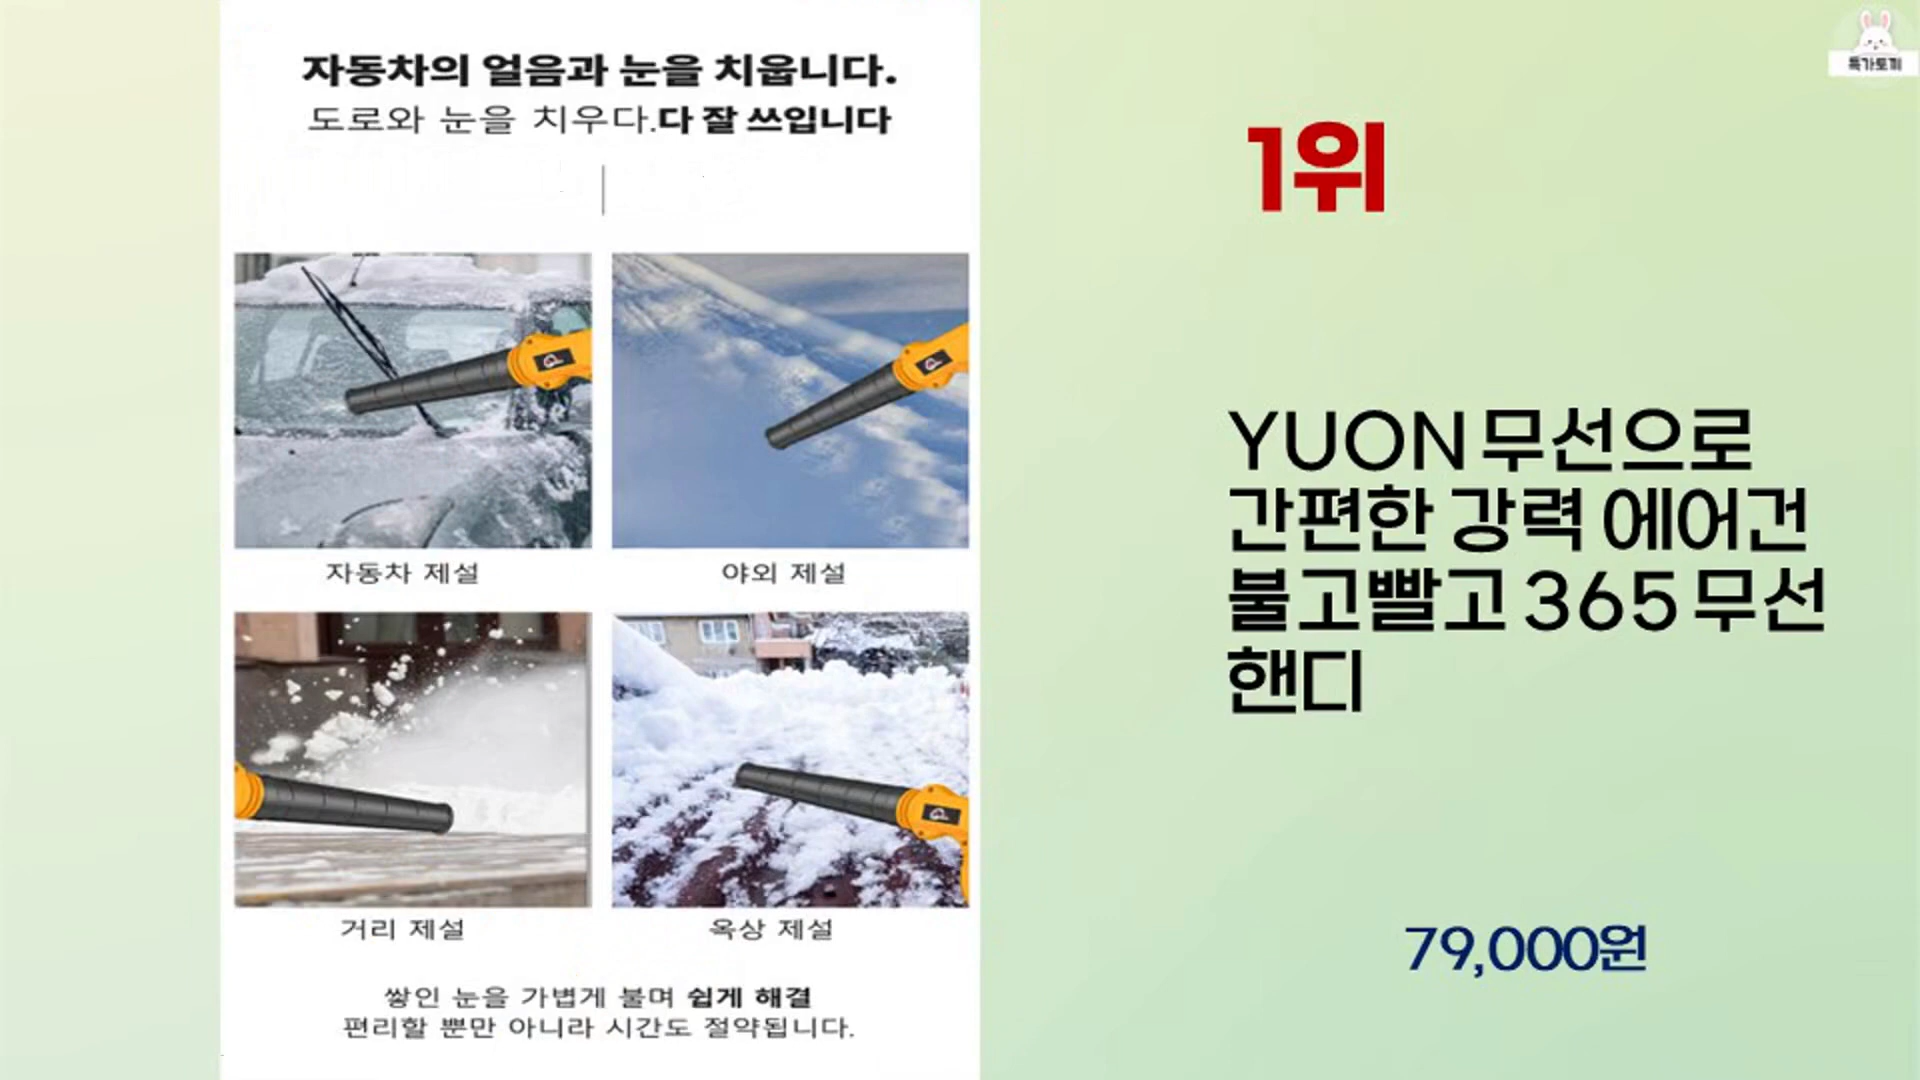 자동차의 얼음과 눈을 치웁니다.
도로와 눈을 치우다.다 잘 쓰입니다
자동차 제설
야외 제설
거리 제설
옥상 제설
쌓인 눈을 가볍게 불며 쉽게 해결
편리할 뿐만 아니라 시간도 절약됩니다.
특가토끼
1위
YUON 무선으로
간편한 강력 에어건
불고빨고 365 무선
핸디
79,000원